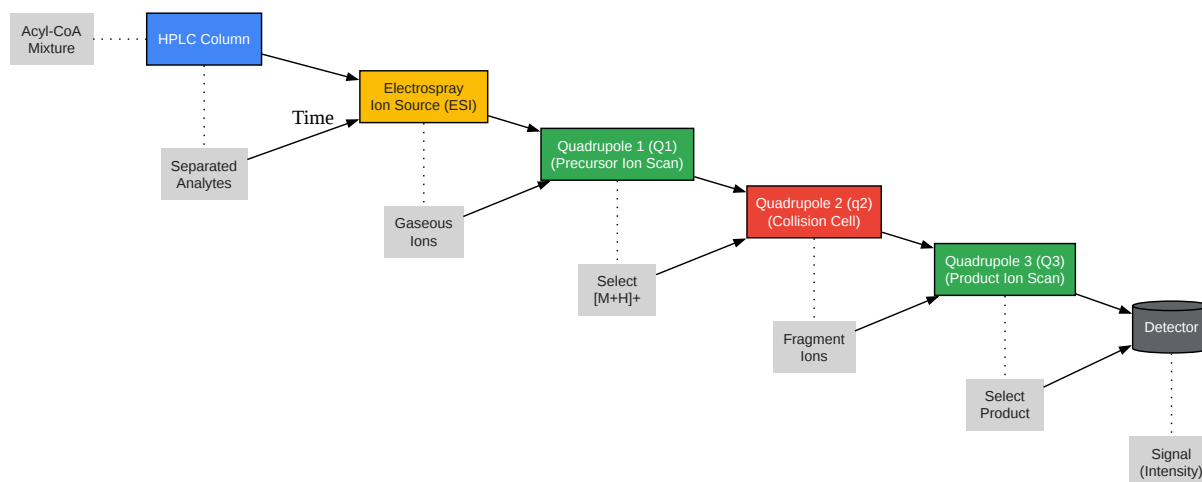 Acyl-CoA
Mixture
HPLC Column
Electrospray
Ion Source (ESI)
Time
Separated
Analytes
Quadrupole 1 (Q1)
(Precursor Ion Scan)
Gaseous
Ions
Quadrupole 2 (q2)
(Collision Cell)
Select
[M+H]+
Quadrupole 3 (Q3)
(Product Ion Scan)
Fragment
Ions
Detector
Select
Product
Signal
(Intensity)